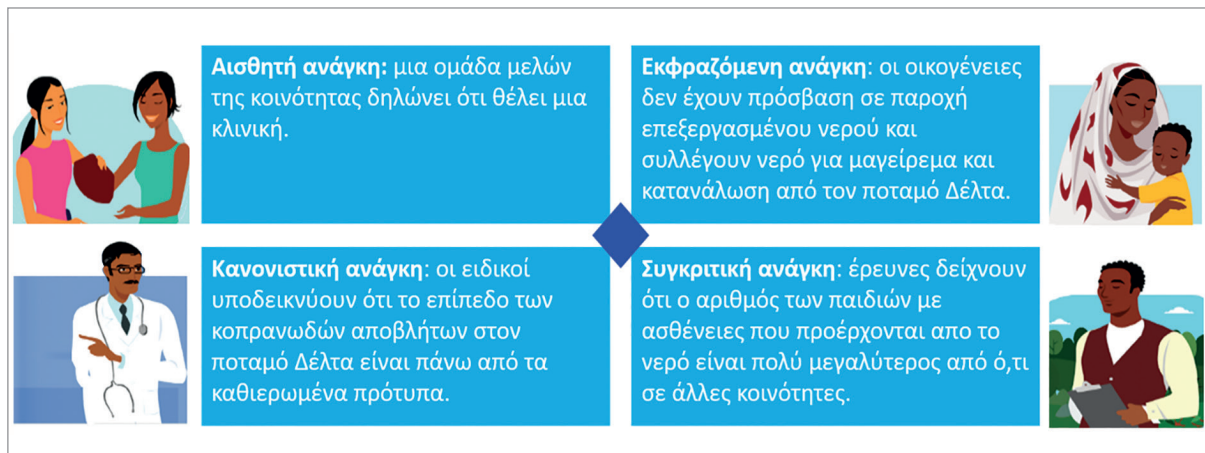 Αισθητή ανάγκη: μια ομάδα μελών
της κοινότητας δηλώνει ότι θέλει μια
κλινική.
Εκφραζόμενη ανάγκη: οι οικογένειες
δεν έχουν πρόσβαση σε παροχή
επεξεργασμένου νερού και
συλλέγουν νερό για μαγείρεμα και
κατανάλωση από τον ποταμό Δέλτα.
Κανονιστική ανάγκη: οι ειδικοί
υποδεικνύουν ότι το επίπεδο των
κοπρανωδών αποβλήτων στον
ποταμό Δέλτα είναι πάνω από τα
καθιερωμένα πρότυπα.
Συγκριτική ανάγκη: έρευνες δείχνουν
ότι ο αριθμός των παιδιών με
ασθένειες που προέρχονται απο το
νερό είναι πολύ μεγαλύτερος από ό,τι
σε άλλες κοινότητες.